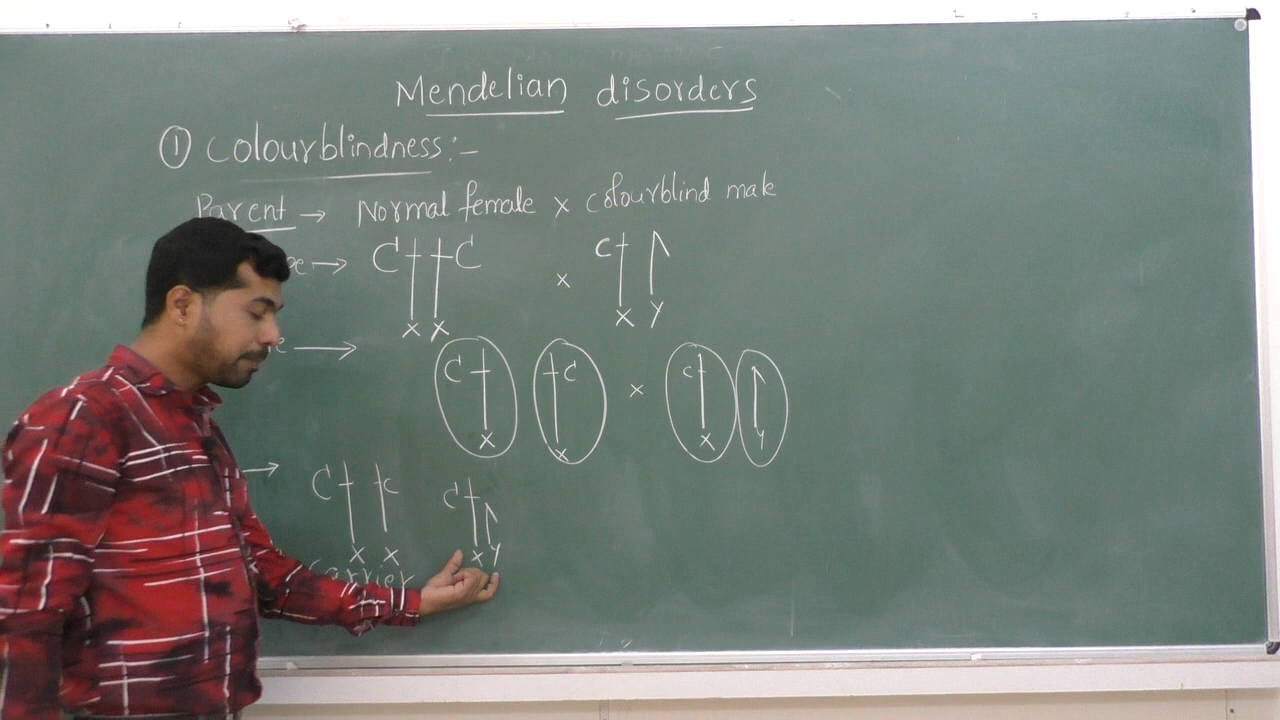 Mendelian disorders
① Colourblindness:-
Parent → Normal female × colourblind male
→ C C × c
X X X Y
→ C C × c
X X X Y
→ C c C
X X X Y
Carrier